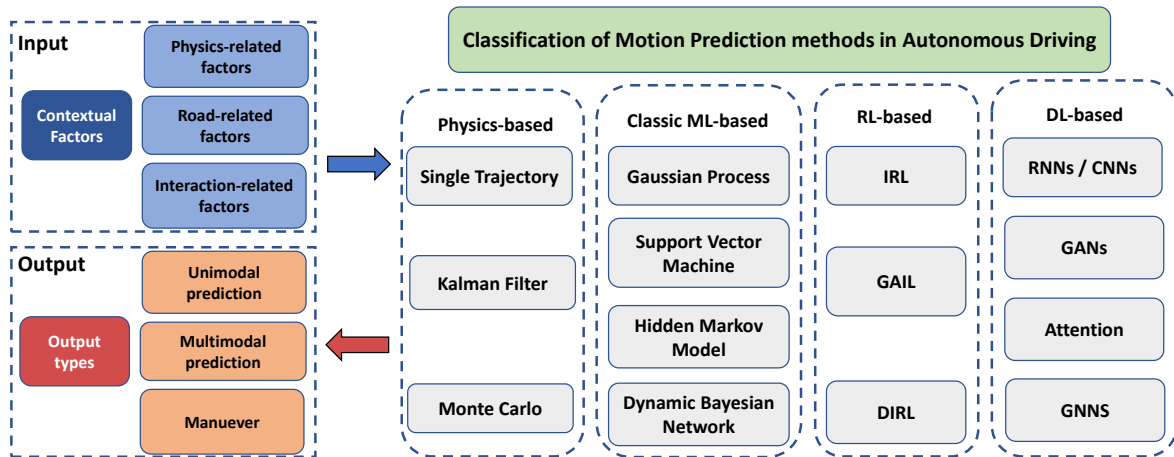 Input
Contextual
Factors
Physics-related
factors
Road-related
factors
Interaction-related
factors
Output
Output
types
Unimodal
prediction
Multimodal
prediction
Manuever
Classification of Motion Prediction methods in Autonomous Driving
Physics-based
Single Trajectory
Kalman Filter
Monte Carlo
Classic ML-based
Gaussian Process
Support Vector
Machine
Hidden Markov
Model
Dynamic Bayesian
Network
RL-based
IRL
GAIL
DIRL
DL-based
RNNs / CNNs
GANs
Attention
GNNS